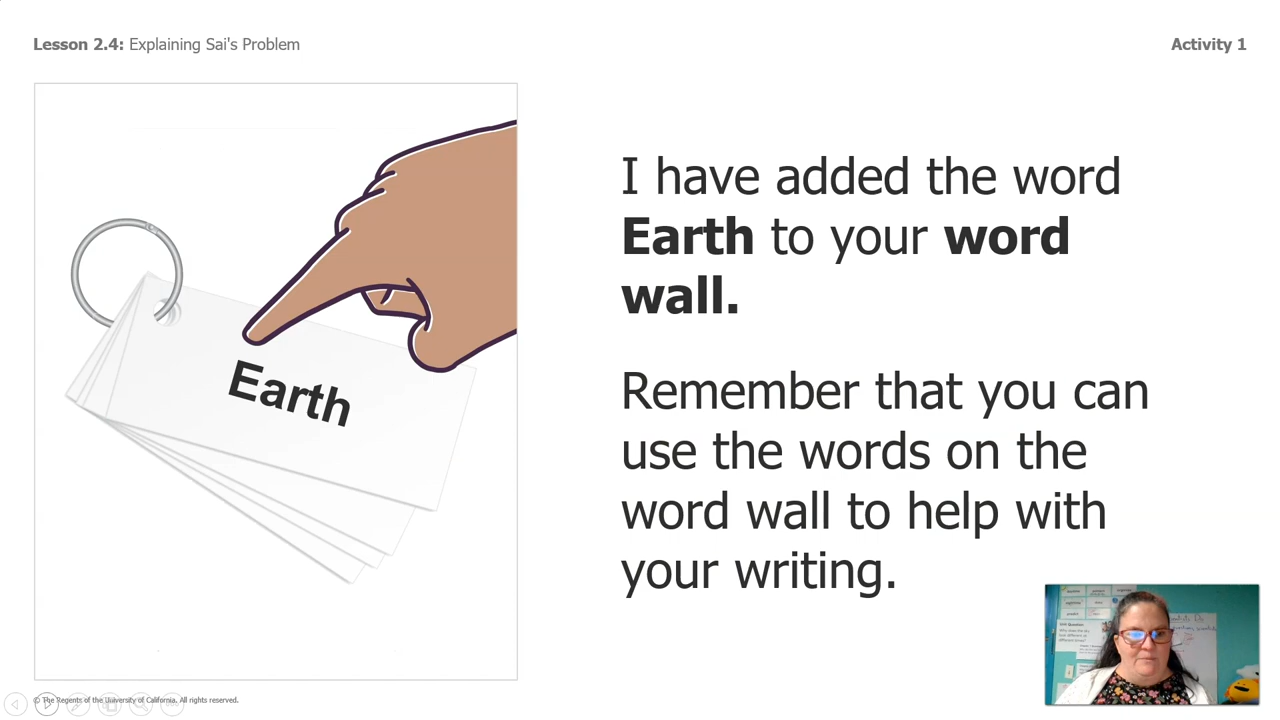 Lesson 2.4: Explaining Sai's Problem
Activity 1
Earth
I have added the word
Earth to your word
wall.
Remember that you can
use the words on the
word wall to help with
your writing.
© The Regents of the University of California. All rights reserved.